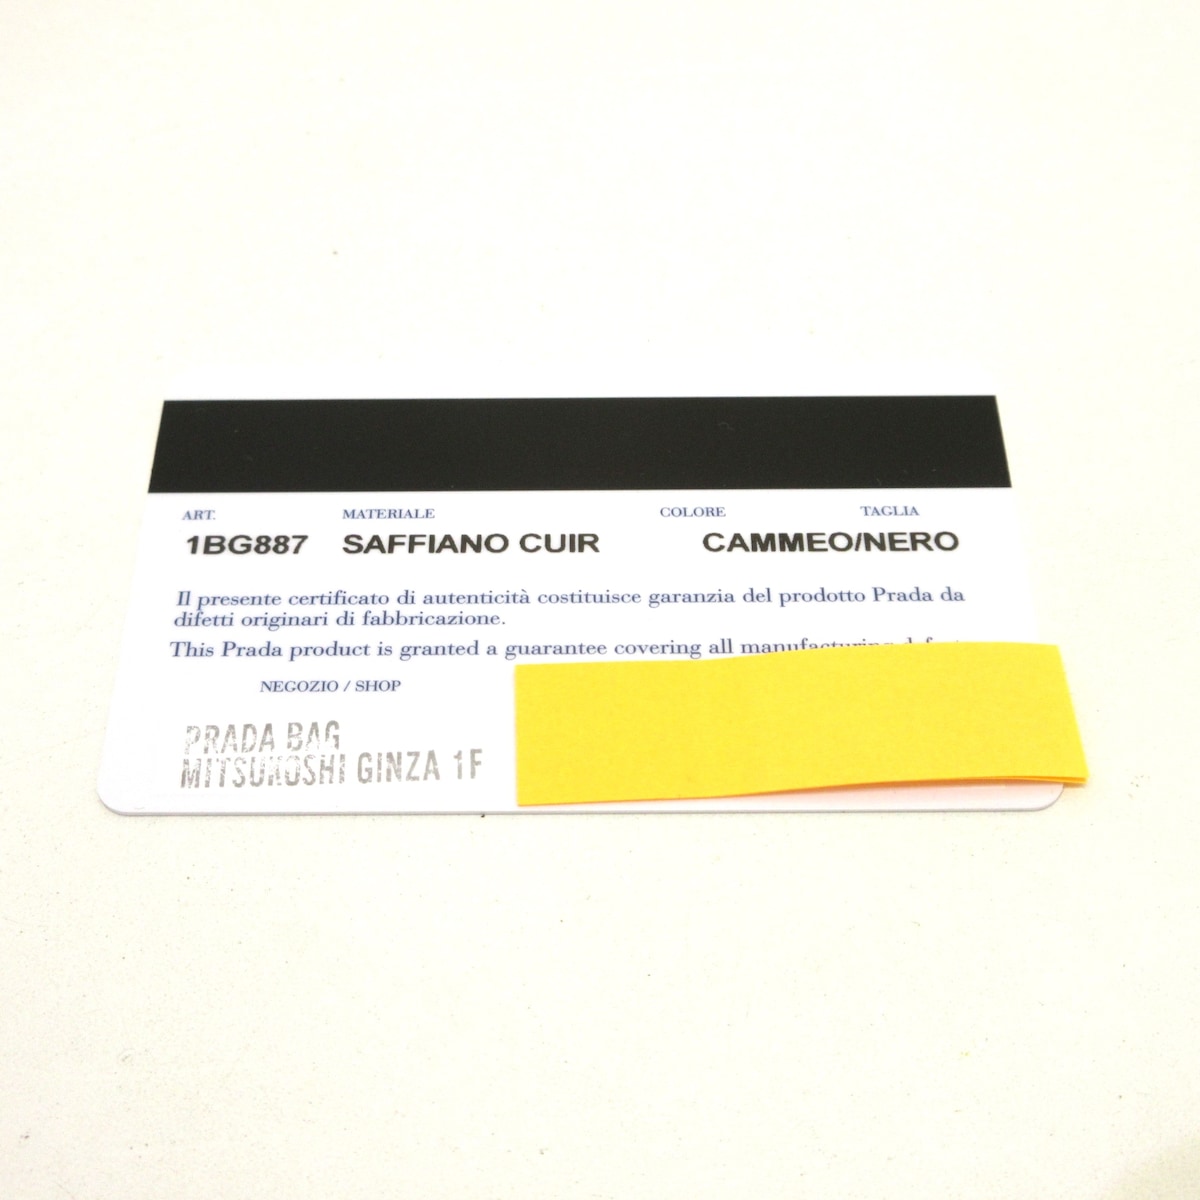 ART. MATERIALE COLORE TAGLIA
1BG887 SAFFIANO CUIR CAMMEO/NERO
Il presente certificato di autenticità costituisce garanzia del prodotto Prada da
difetti originari di fabbricazione.
This Prada product is granted a guarantee covering all manufacturing
NEGOZIO / SHOP
PRADA BAG
MITSUKOSHI GINZA 1F